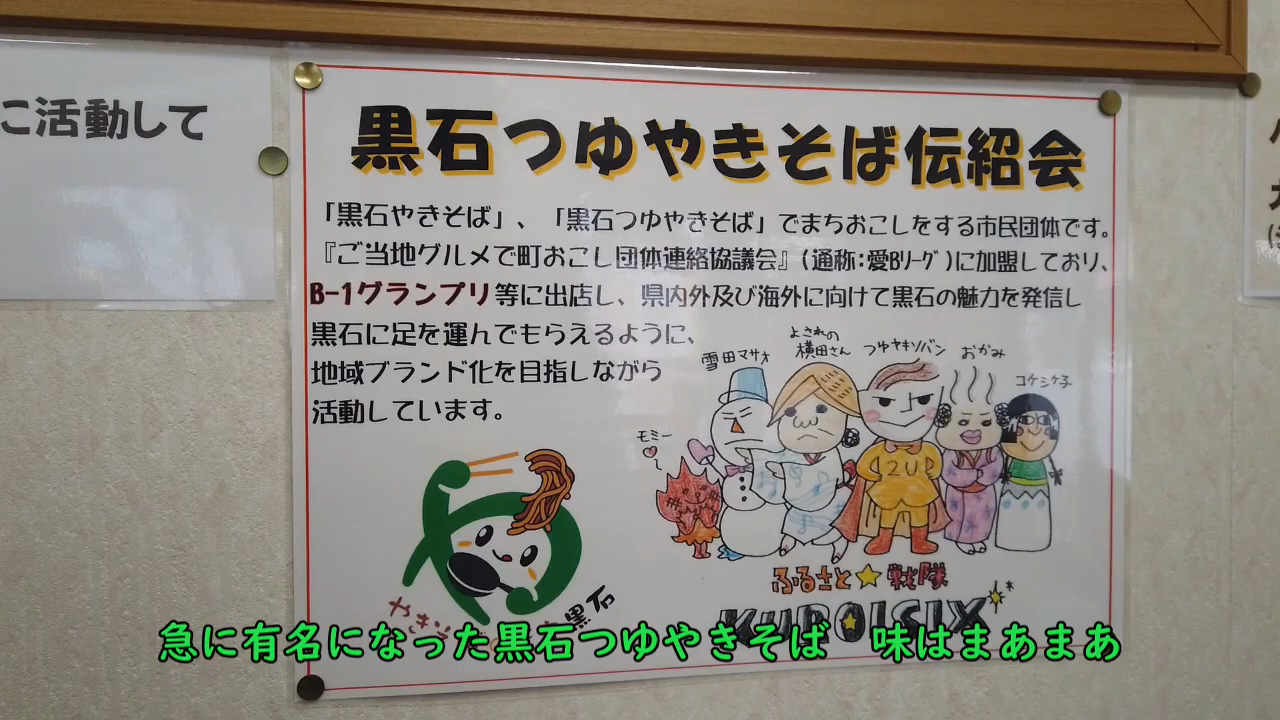 に活動して
黒石つゆやきそば伝紹会
「黒石やきそば」、「黒石つゆやきそば」でまちおこしをする市民団体です。
『ご当地グルメで町おこし団体連絡協議会』(通称:愛Bリーグ)に加盟しており、
B-1グランプリ等に出店し、県内外及び海外に向けて黒石の魅力を発信し
黒石に足を運んでもらえるように、
地域ブランド化を目指しながら
活動しています。
モミー
雪田マサオ
よされの
横田さん
つゆヤキソバン
おかみ
コケシケ子
2U
ふるさと☆戦隊
KUROISIX
黒石
急に有名になった黒石つゆやきそば 味はまあまあ